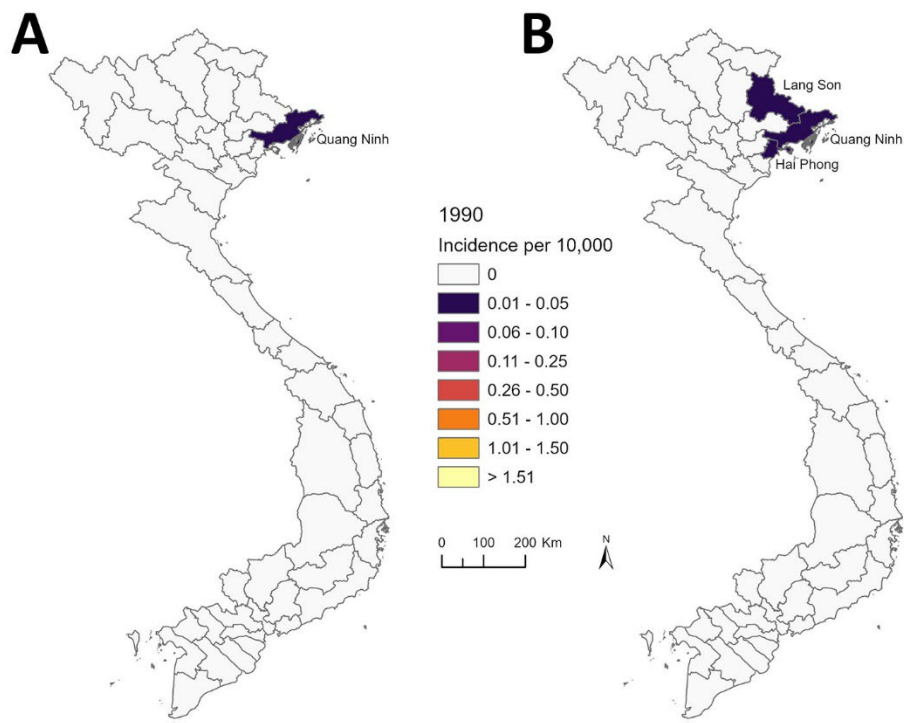 A
B
Quang Ninh
Lang Son
Quang Ninh
Hai Phong
1990
Incidence per 10,000
0
0.01 - 0.05
0.06 - 0.10
0.11 - 0.25
0.26 - 0.50
0.51 - 1.00
1.01 - 1.50
> 1.51
0 100 200 Km
N